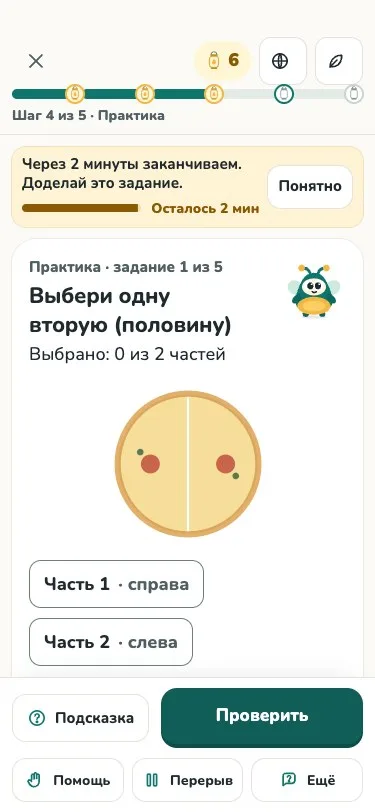 6
Шаг 4 из 5 · Практика
Через 2 минуты заканчиваем.
Доделай это задание.
Осталось 2 мин
Понятно
Практика · задание 1 из 5
Выбери одну
вторую (половину)
Выбрано: 0 из 2 частей
Часть 1 · справа
Часть 2 · слева
Подсказка
Проверить
Помощь
Перерыв
Ещё